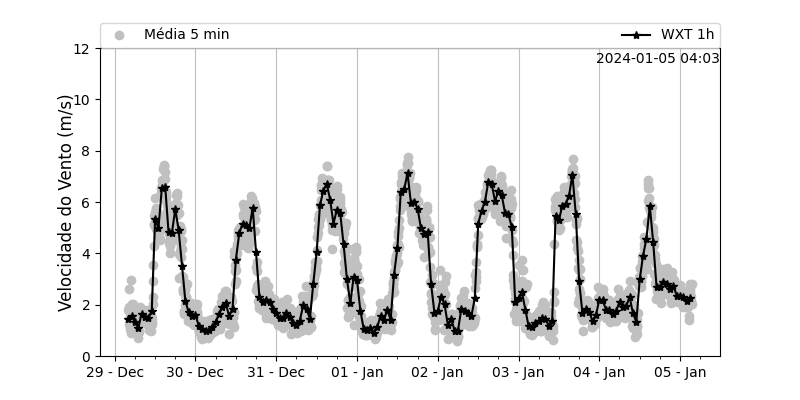 Média 5 min
WXT 1h
2024-01-05 04:03
Velocidade do Vento (m/s)
12
10
8
6
4
2
0
29 - Dec
30 - Dec
31 - Dec
01 - Jan
02 - Jan
03 - Jan
04 - Jan
05 - Jan